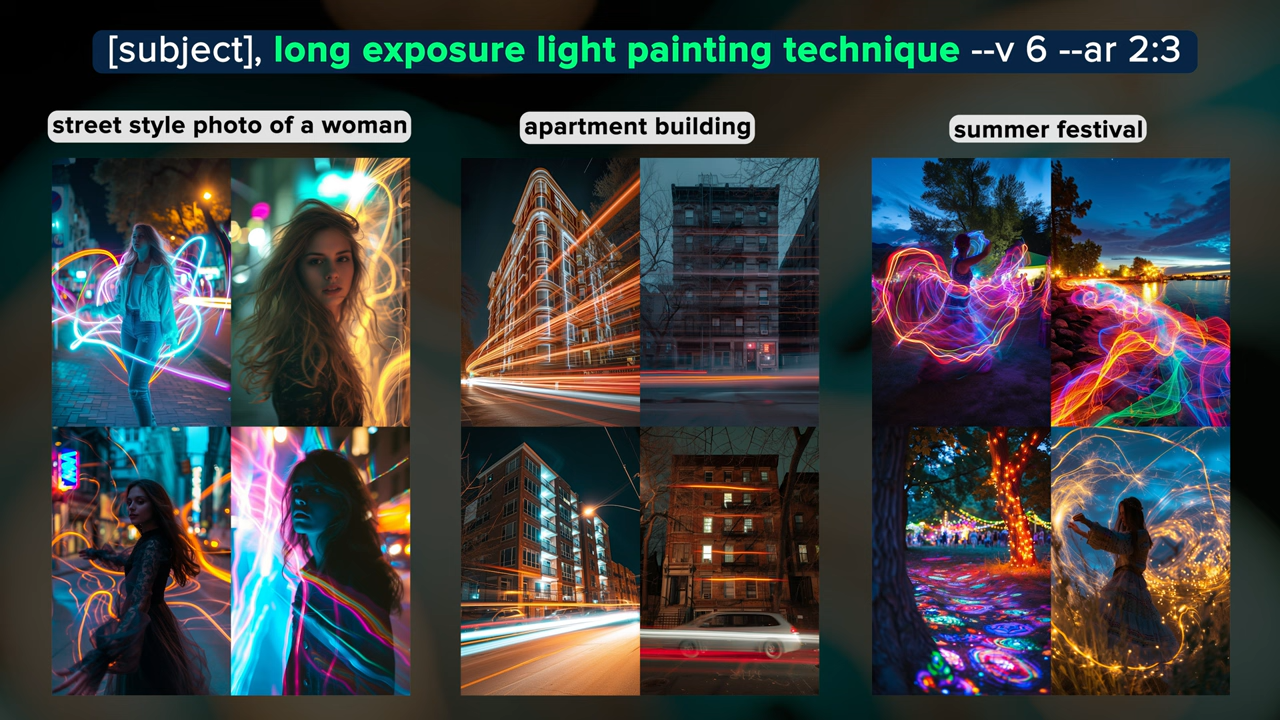 [subject], long exposure light painting technique --v 6 --ar 2:3
street style photo of a woman
apartment building
summer festival